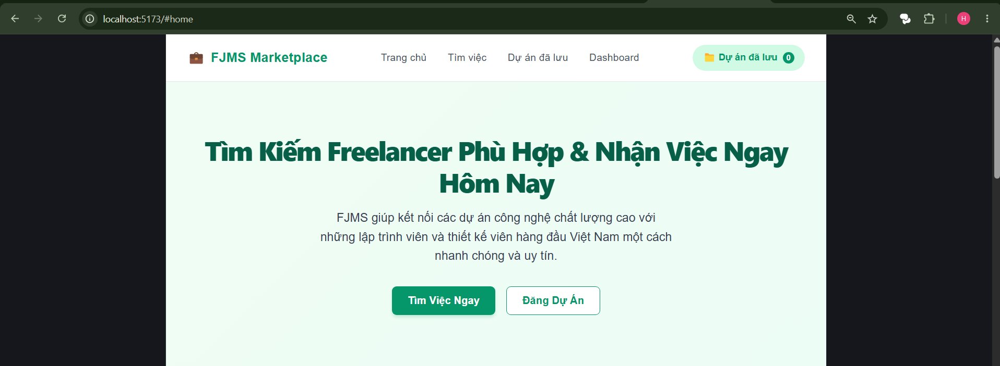 localhost:5173/#home
H
FJMS Marketplace
Trang chủ
Tìm việc
Dự án đã lưu
Dashboard
Dự án đã lưu 0
Tìm Kiếm Freelancer Phù Hợp & Nhận Việc Ngay
Hôm Nay
FJMS giúp kết nối các dự án công nghệ chất lượng cao với
những lập trình viên và thiết kế viên hàng đầu Việt Nam một cách
nhanh chóng và uy tín.
Tìm Việc Ngay
Đăng Dự Án